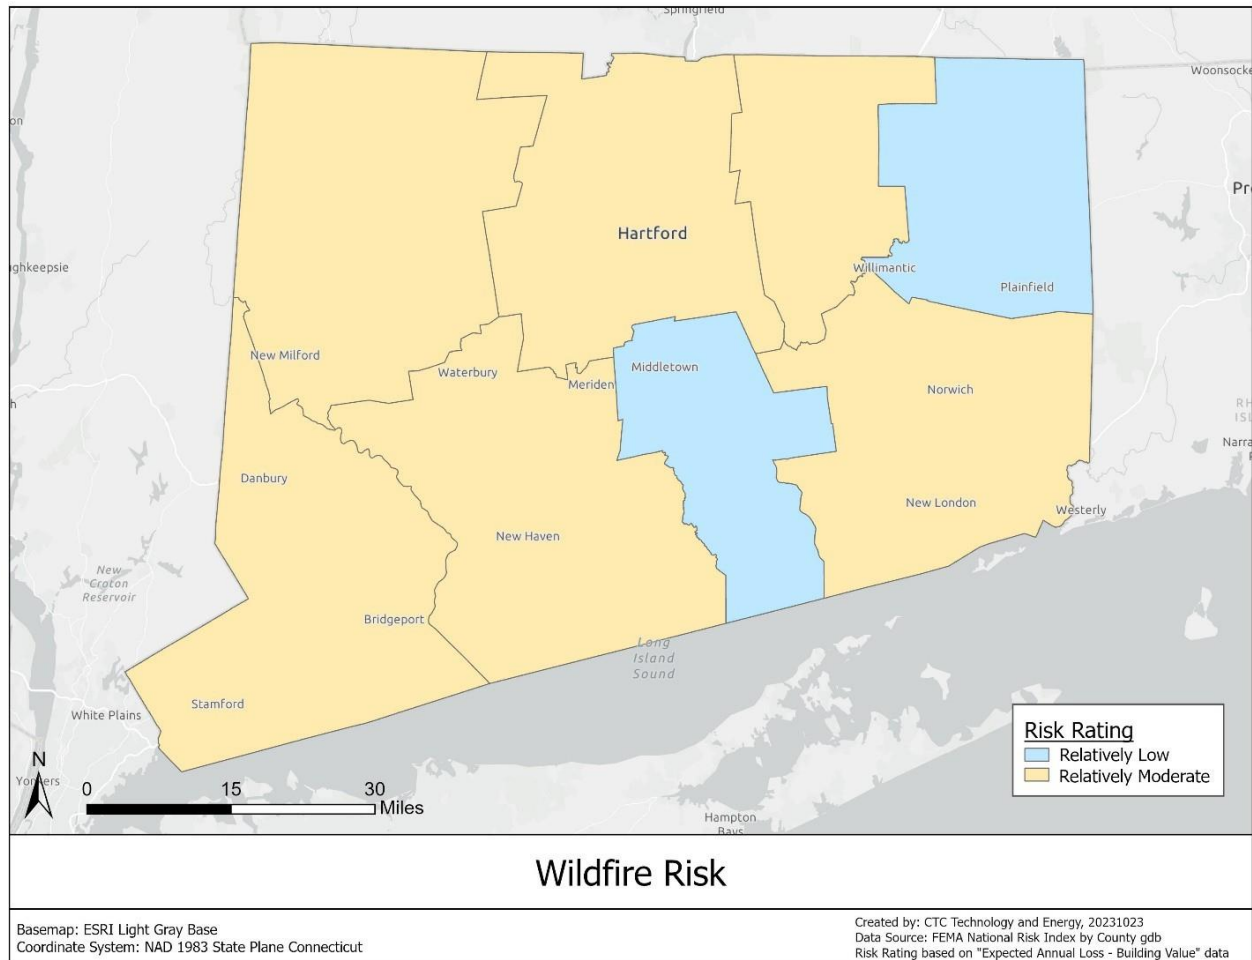 Springfield
Woonsocke
on
Pr
Hartford
ughkeepsie
Willimantic
Plainfield
New Milford
Waterbury
Meriden
Middletown
Norwich
h
RH
ISL
Narra
Danbury
New London
Westerly
New Haven
New
Croton
Reservoir
Bridgeport
Long
Island
Sound
Stamford
White Plains
Risk Rating
Relatively Low
Relatively Moderate
N
Yonkers
0 15 30
Miles
Hampton
Bays
Wildfire Risk
Basemap: ESRI Light Gray Base
Coordinate System: NAD 1983 State Plane Connecticut
Created by: CTC Technology and Energy, 20231023
Data Source: FEMA National Risk Index by County gdb
Risk Rating based on "Expected Annual Loss - Building Value" data